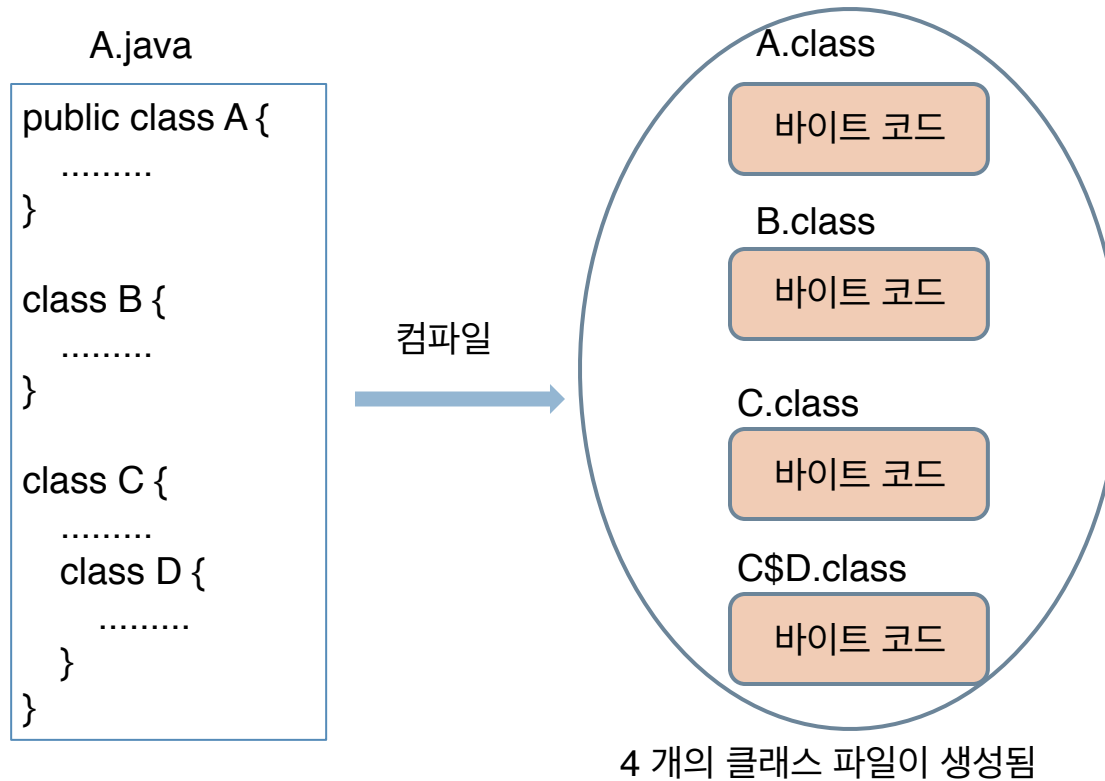 A.java
public class A {
.........
}
class B {
.........
}
class C {
.........
class D {
.........
}
}
컴파일
A.class
바이트 코드
B.class
바이트 코드
C.class
바이트 코드
C$D.class
바이트 코드
4 개의 클래스 파일이 생성됨